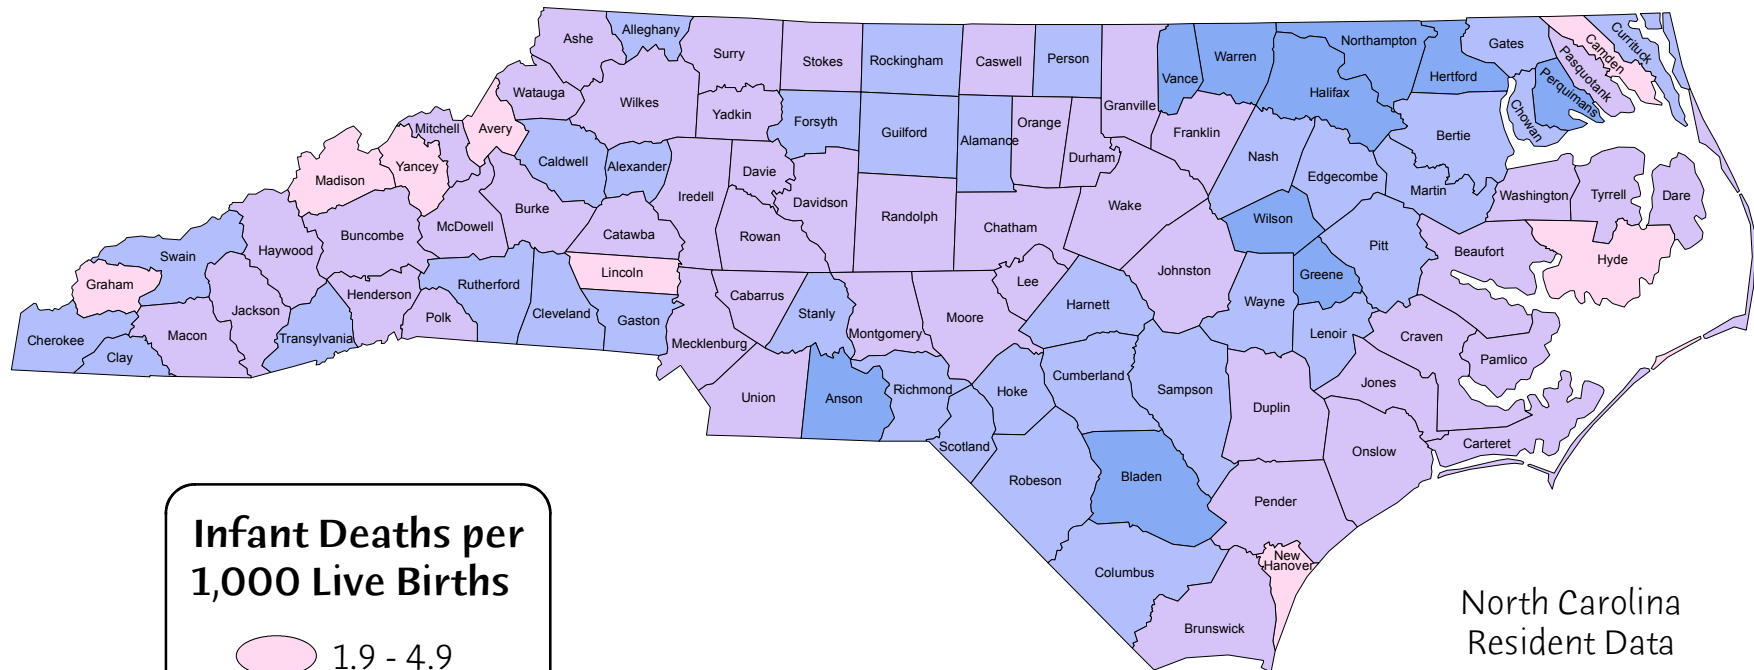 Ashe
Alleghany
Surry
Stokes
Rockingham
Caswell
Person
Granville
Vance
Warren
Northampton
Halifax
Hertford
Gates
Camden
Currituck
Pasquotank
Perquimans
Chowan
Bertie
Watauga
Wilkes
Yadkin
Forsyth
Guilford
Alamance
Orange
Durham
Franklin
Nash
Edgecombe
Martin
Washington
Tyrrell
Dare
Mitchell
Avery
Yancey
Madison
Caldwell
Alexander
Iredell
Davie
Davidson
Randolph
Chatham
Wake
Wilson
Pitt
Beaufort
Hyde
Swain
Haywood
Buncombe
McDowell
Burke
Catawba
Rowan
Lincoln
Graham
Cherokee
Clay
Macon
Jackson
Transylvania
Henderson
Polk
Rutherford
Cleveland
Gaston
Mecklenburg
Cabarrus
Stanly
Montgomery
Moore
Lee
Harnett
Johnston
Wayne
Greene
Lenoir
Craven
Pamlico
Jones
Union
Anson
Richmond
Scotland
Hoke
Cumberland
Sampson
Duplin
Onslow
Carteret
Robeson
Bladen
Pender
Columbus
New
Hanover
Brunswick
Infant Deaths per
1,000 Live Births
1.9 - 4.9
North Carolina
Resident Data